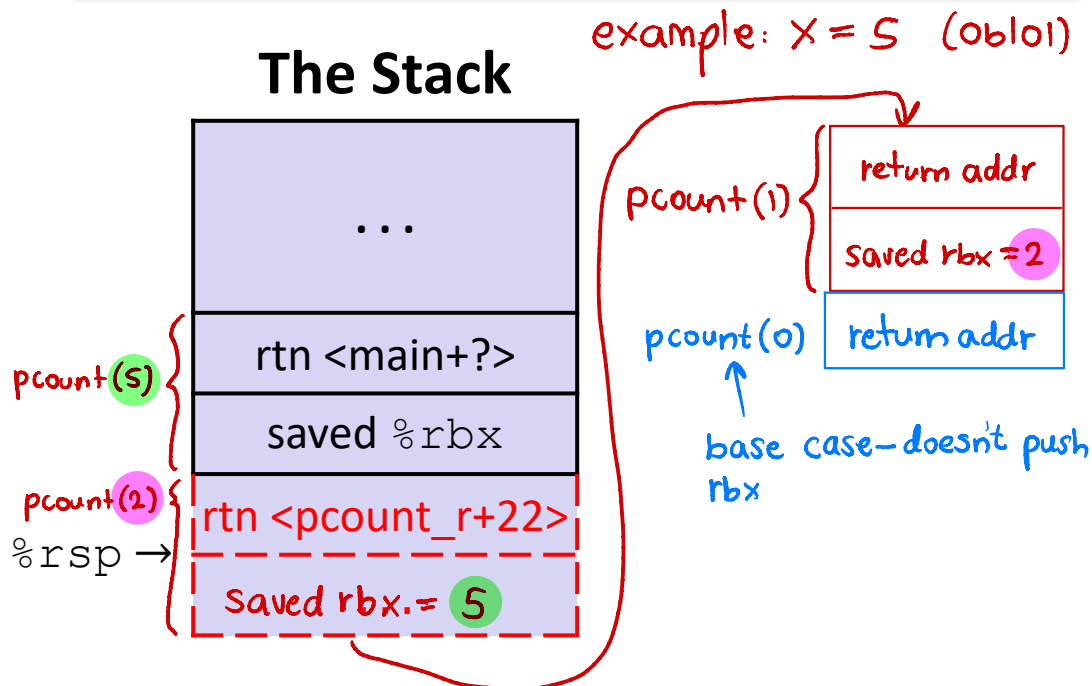 example: x = 5 (0b101)
The Stack
...
pcount(5)
rtn <main+?>
saved %rbx
pcount(2)
rtn <pcount_r+22>
%rsp →
saved rbx.= 5
pcount(1)
return addr
saved rbx = 2
pcount(0)
return addr
base case-doesn't push
rbx